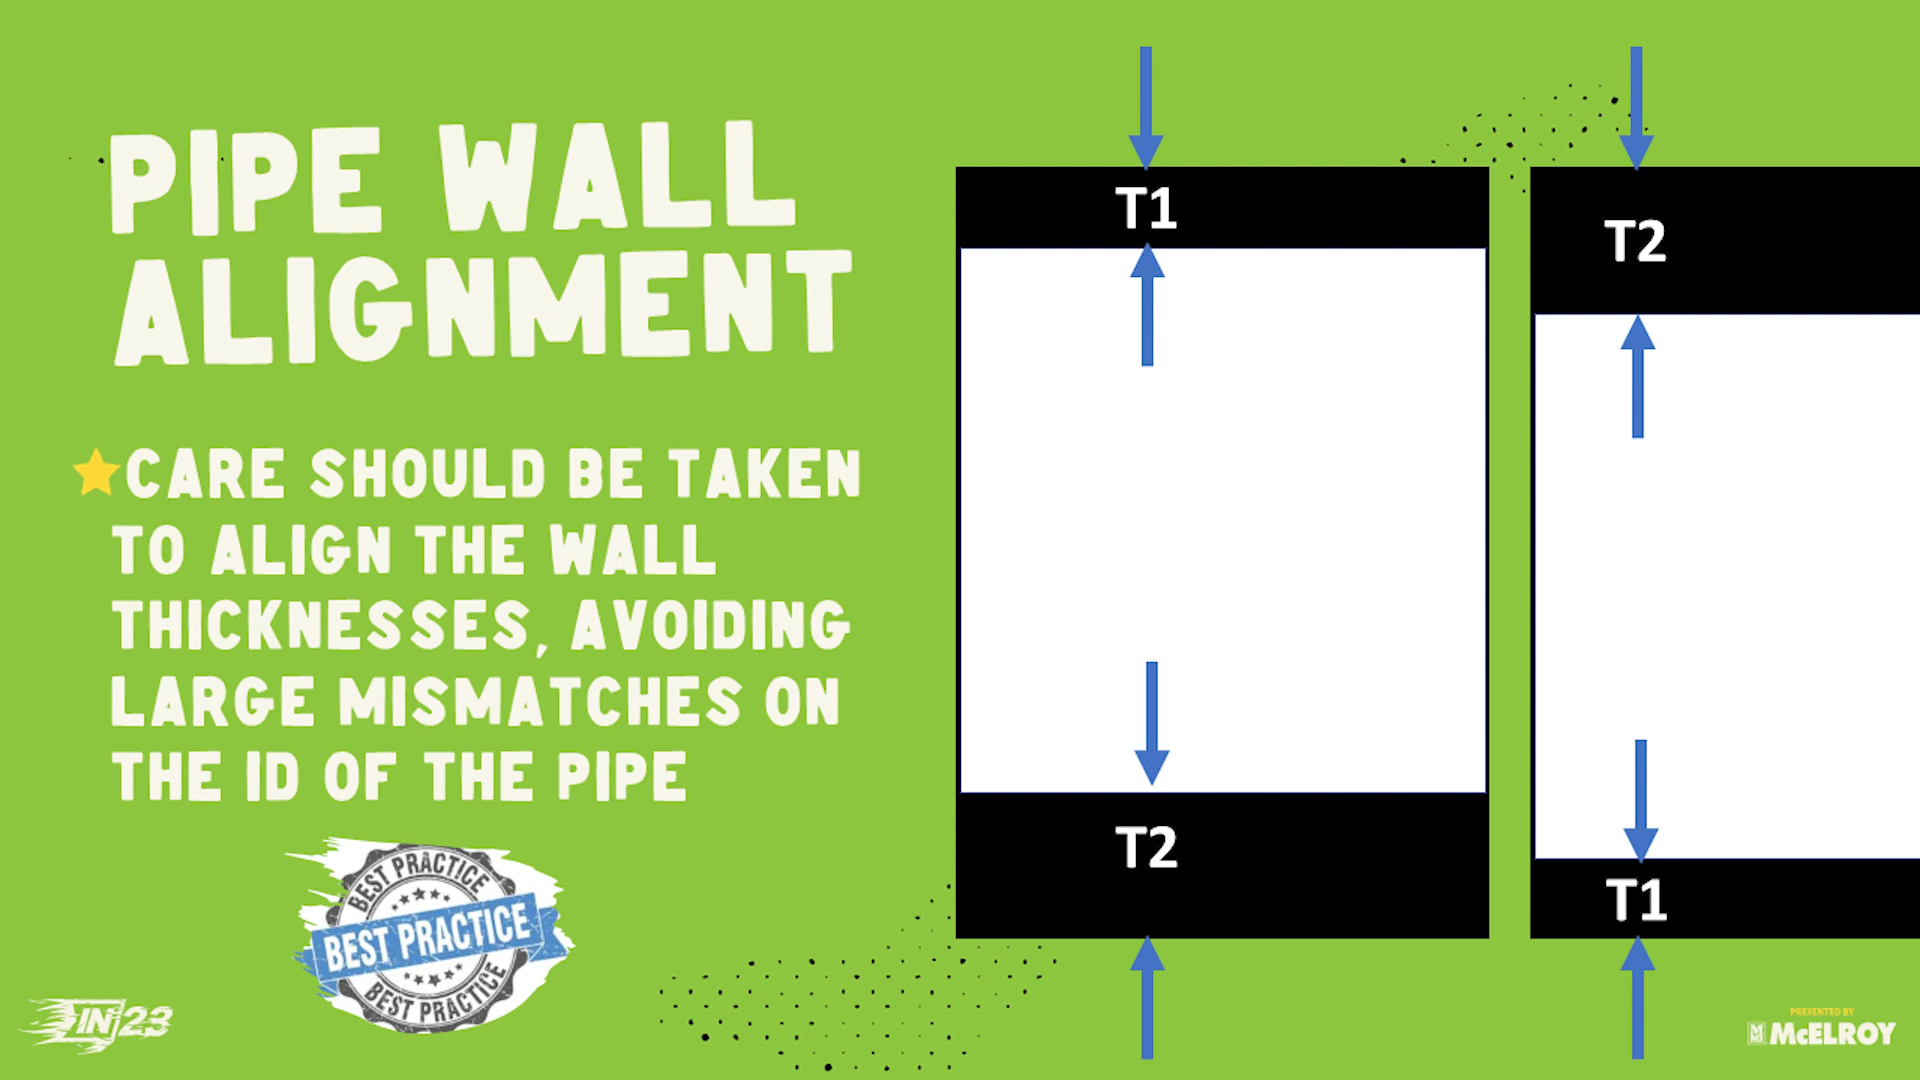 PIPE WALL
ALIGNMENT
⭐CARE SHOULD BE TAKEN
TO ALIGN THE WALL
THICKNESSES, AVOIDING
LARGE MISMATCHES ON
THE ID OF THE PIPE
BEST PRACTICE
BEST PRACTICE
BEST PRACTICE
IN23
T1
T2
T2
T1
PRESENTED BY
McELROY